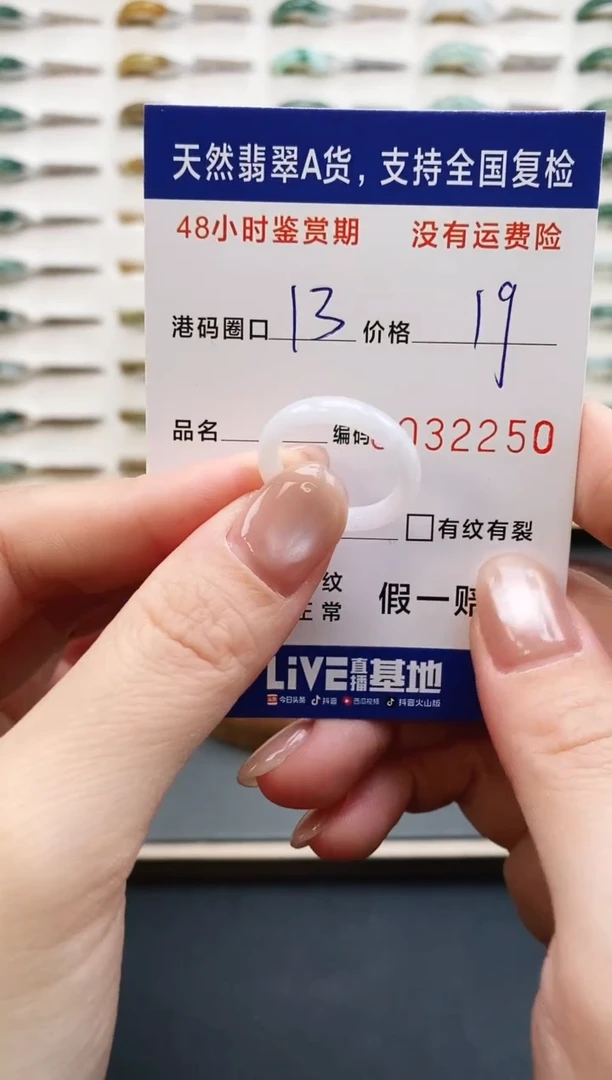 天然翡翠A货，支持全国复检
48小时鉴赏期 没有运费险
港码圈口 13 价格 19
品名 编码 032250
□有纹有裂
纹
正常 假一赔
LiVE直播基地
今日头条 抖音 西瓜视频 抖音火山版